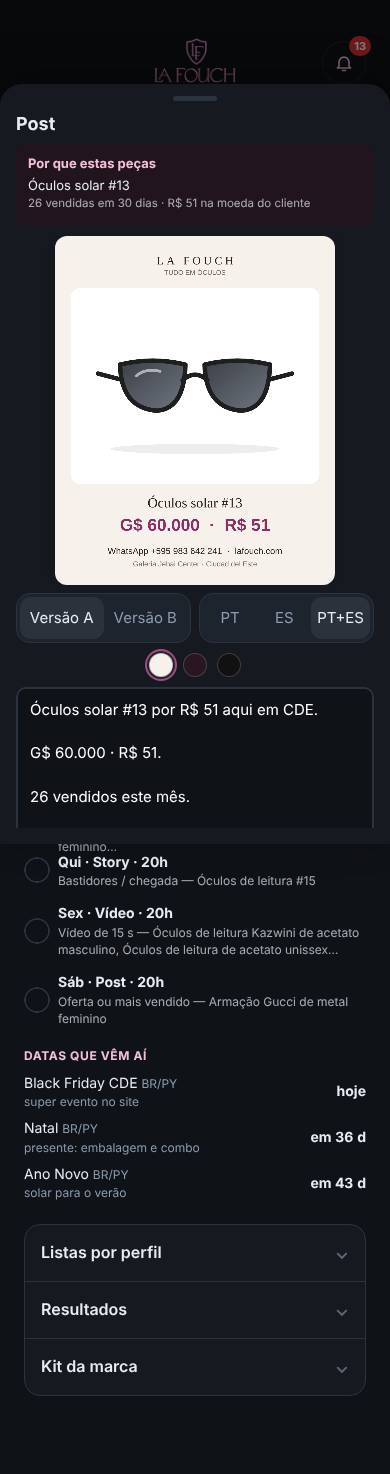 LA FOUCH
13
Post
Por que estas peças
Óculos solar #13
26 vendidas em 30 dias · R$ 51 na moeda do cliente
LA FOUCH
TUDO EM ÓCULOS
Óculos solar #13
G$ 60.000 · R$ 51
WhatsApp +595 983 642 241 · lafouch.com
Galeria Jebai Center · Ciudad del Este
Versão A
Versão B
PT
ES
PT+ES
Óculos solar #13 por R$ 51 aqui em CDE.
G$ 60.000 · R$ 51.
26 vendidos este mês.
feminino...
Qui · Story · 20h
Bastidores / chegada — Óculos de leitura #15
Sex · Vídeo · 20h
Vídeo de 15 s — Óculos de leitura Kazwini de acetato
masculino, Óculos de leitura de acetato unissex...
Sáb · Post · 20h
Oferta ou mais vendido — Armação Gucci de metal
feminino
DATAS QUE VÊM AÍ
Black Friday CDE BR/PY
super evento no site
hoje
Natal BR/PY
presente: embalagem e combo
em 36 d
Ano Novo BR/PY
solar para o verão
em 43 d
Listas por perfil
Resultados
Kit da marca